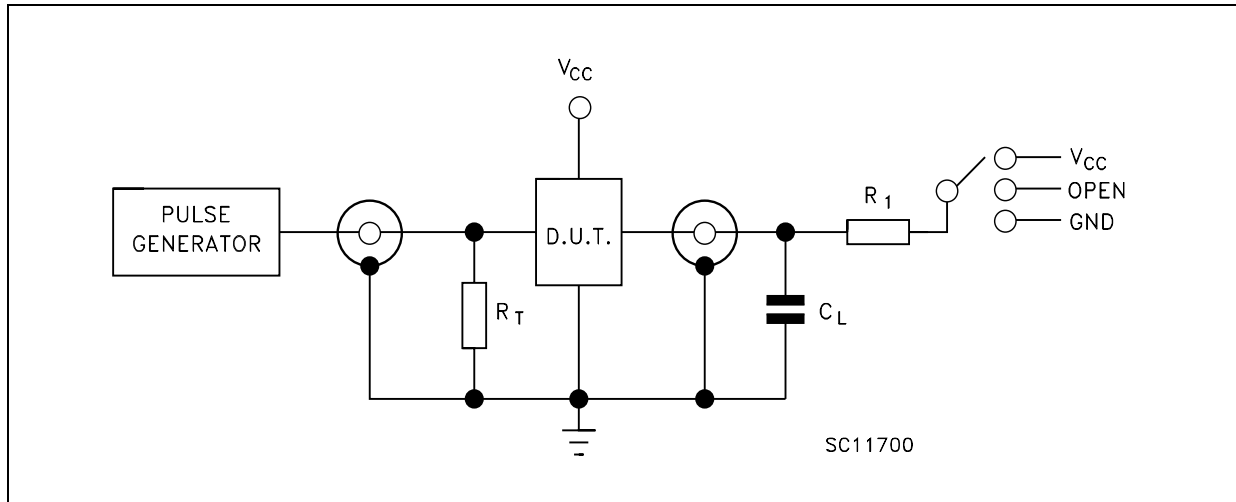 VCC
PULSE
GENERATOR
D.U.T.
RT
R1
CL
VCC
OPEN
GND
SC11700